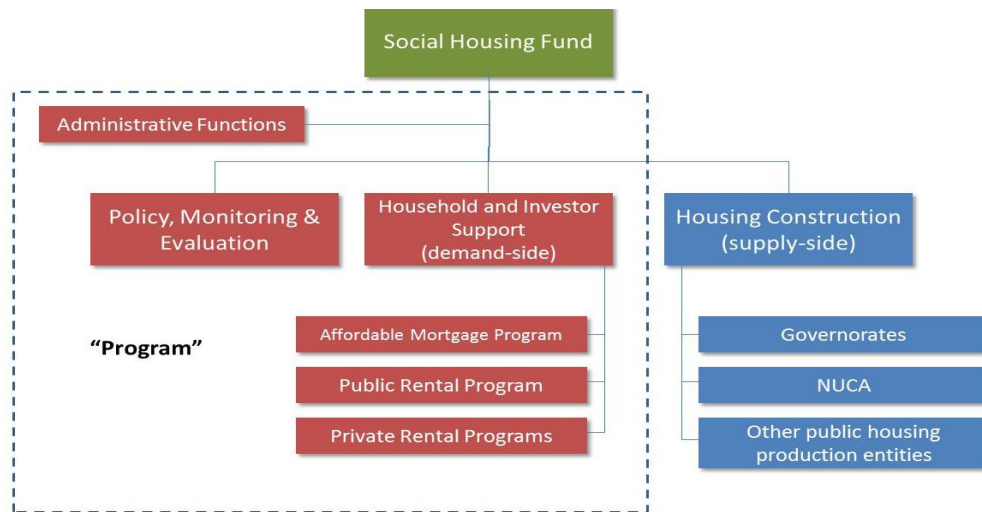 Social Housing Fund
Administrative Functions
Policy, Monitoring &
Evaluation
Household and Investor
Support
(demand-side)
Housing Construction
(supply-side)
“Program”
Affordable Mortgage Program
Public Rental Program
Private Rental Programs
Governorates
NUCA
Other public housing
production entities